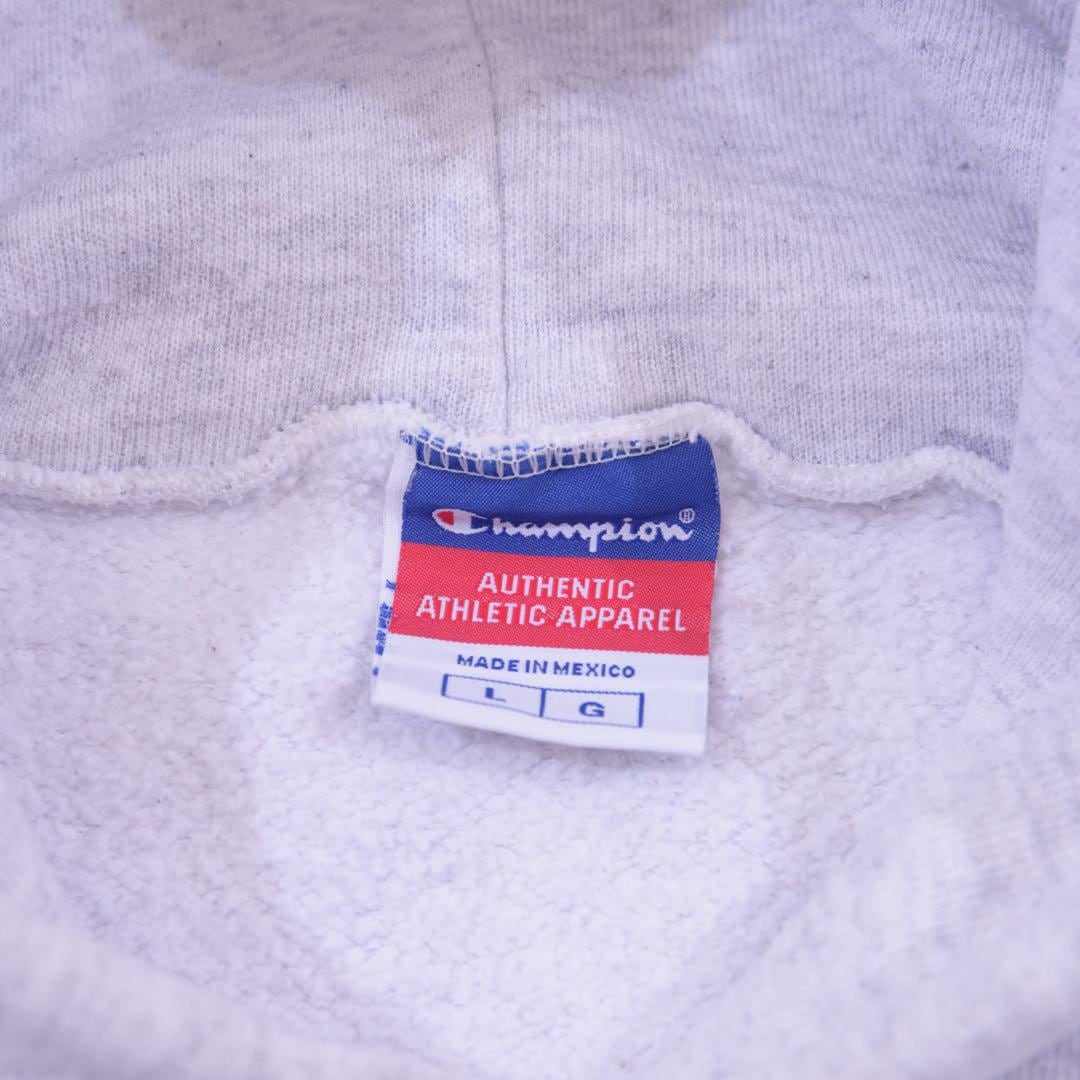 Champion®
AUTHENTIC
ATHLETIC APPAREL
MADE IN MEXICO
L G